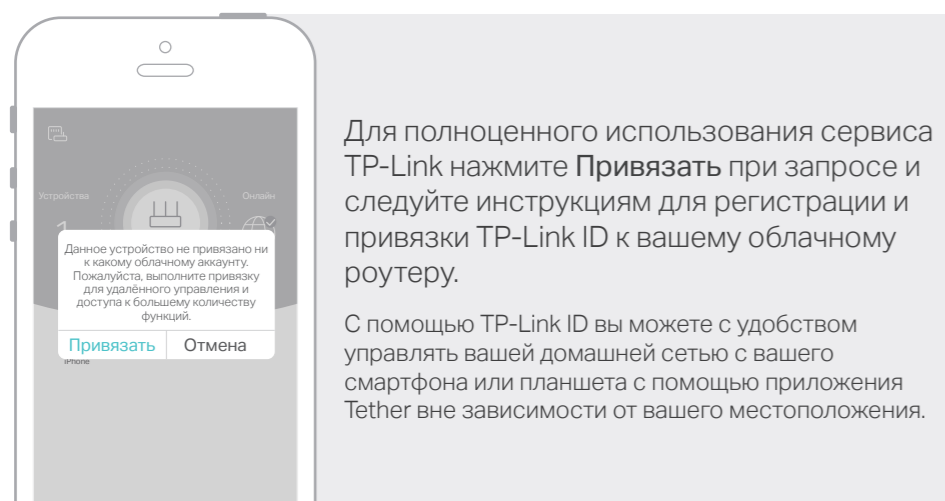 Устройства
Онлайн
1
Данное устройство не привязано ни
к какому облачному аккаунту.
Пожалуйста, выполните привязку
для удалённого управления и
доступа к большему количеству
функций.
Привязать
Отмена
iPhone
Для полноценного использования сервиса
TP-Link нажмите Привязать при запросе и
следуйте инструкциям для регистрации и
привязки TP-Link ID к вашему облачному
роутеру.
С помощью TP-Link ID вы можете с удобством
управлять вашей домашней сетью с вашего
смартфона или планшета с помощью приложения
Tether вне зависимости от вашего местоположения.